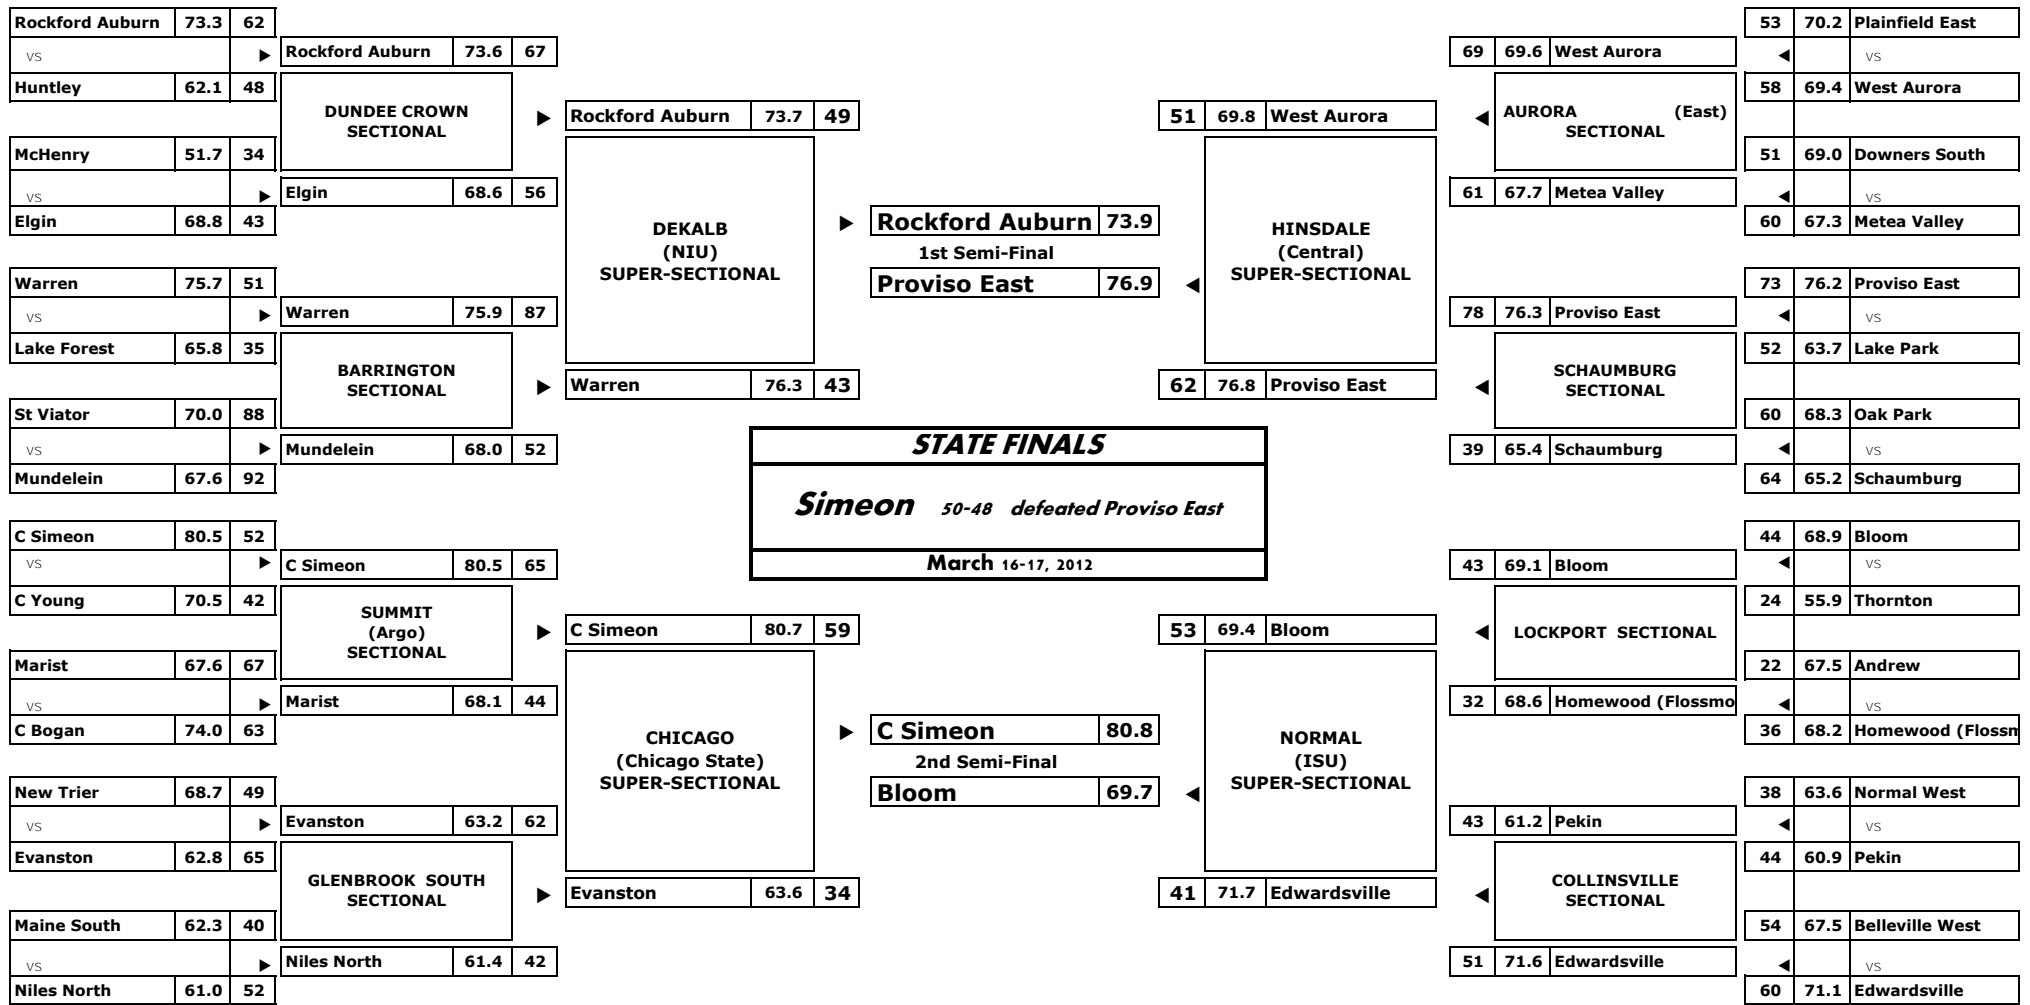 Rockford Auburn 73.3 62
vs
Huntley 62.1 48
McHenry 51.7 34
vs
Elgin 68.8 43
Warren 75.7 51
vs
Lake Forest 65.8 35
St Viator 70.0 88
vs
Mundelein 67.6 92
C Simeon 80.5 52
vs
C Young 70.5 42
Marist 67.6 67
vs
C Bogan 74.0 63
New Trier 68.7 49
vs
Evanston 62.8 65
Maine South 62.3 40
vs
Niles North 61.0 52
Rockford Auburn 73.6 67
DUNDEE CROWN
SECTIONAL
Elgin 68.6 56
Warren 75.9 87
BARRINGTON
SECTIONAL
Mundelein 68.0 52
C Simeon 80.5 65
SUMMIT
(Argo)
SECTIONAL
Marist 68.1 44
Evanston 63.2 62
GLENBROOK SOUTH
SECTIONAL
Niles North 61.4 42
Rockford Auburn 73.7 49
DEKALB
(NIU)
SUPER-SECTIONAL
Warren 76.3 43
C Simeon 80.7 59
CHICAGO
(Chicago State)
SUPER-SECTIONAL
Evanston 63.6 34
Rockford Auburn 73.9
1st Semi-Final
Proviso East 76.9
STATE FINALS
Simeon 50-48 defeated Proviso East
March 16-17, 2012
C Simeon 80.8
2nd Semi-Final
Bloom 69.7
51 69.8 West Aurora
HINSDALE
(Central)
SUPER-SECTIONAL
62 76.8 Proviso East
53 69.4 Bloom
NORMAL
(ISU)
SUPER-SECTIONAL
41 71.7 Edwardsville
69 69.6 West Aurora
AURORA (East)
SECTIONAL
61 67.7 Metea Valley
78 76.3 Proviso East
SCHAUMBURG
SECTIONAL
39 65.4 Schaumburg
43 69.1 Bloom
LOCKPORT SECTIONAL
32 68.6 Homewood (Flossmo
43 61.2 Pekin
COLLINSVILLE
SECTIONAL
51 71.6 Edwardsville
53 70.2 Plainfield East
vs
58 69.4 West Aurora
51 69.0 Downers South
vs
60 67.3 Metea Valley
73 76.2 Proviso East
vs
52 63.7 Lake Park
60 68.3 Oak Park
vs
64 65.2 Schaumburg
44 68.9 Bloom
vs
24 55.9 Thornton
22 67.5 Andrew
vs
36 68.2 Homewood (Flossm
38 63.6 Normal West
vs
44 60.9 Pekin
54 67.5 Belleville West
vs
60 71.1 Edwardsville